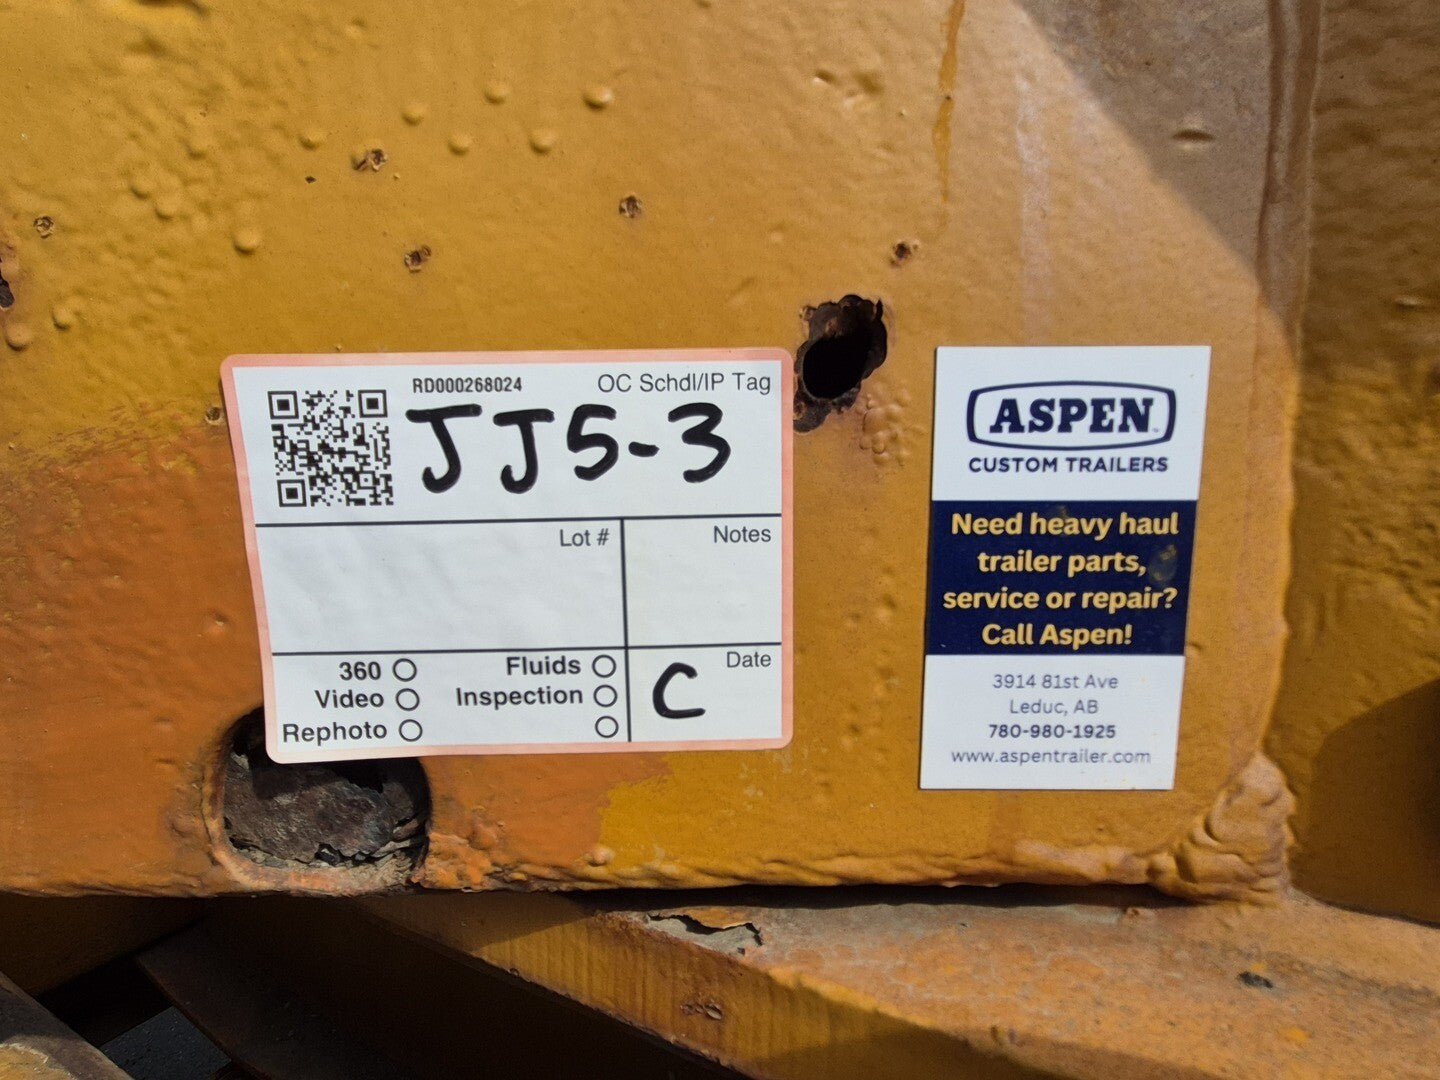 RD000268024
OC Schdl/IP Tag
JJ5-3
Lot #
Notes
360
Fluids
Video
Inspection
Rephoto
Date
C
ASPEN
CUSTOM TRAILERS
Need heavy haul
trailer parts,
service or repair?
Call Aspen!
3914 81st Ave
Leduc, AB
780-980-1925
www.aspentrailer.com